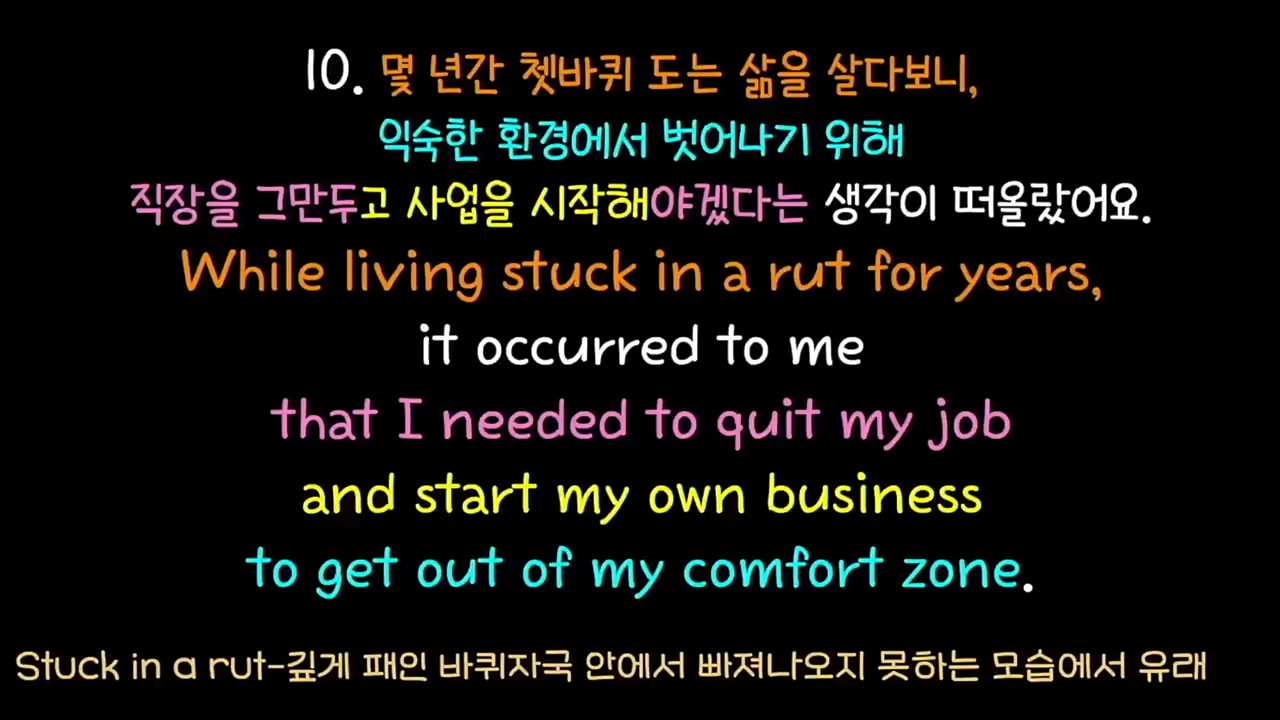 10. 몇 년간 쳇바퀴 도는 삶을 살다보니,
익숙한 환경에서 벗어나기 위해
직장을 그만두고 사업을 시작해야겠다는 생각이 떠올랐어요.
While living stuck in a rut for years,
it occurred to me
that I needed to quit my job
and start my own business
to get out of my comfort zone.
Stuck in a rut-깊게 패인 바퀴자국 안에서 빠져나오지 못하는 모습에서 유래